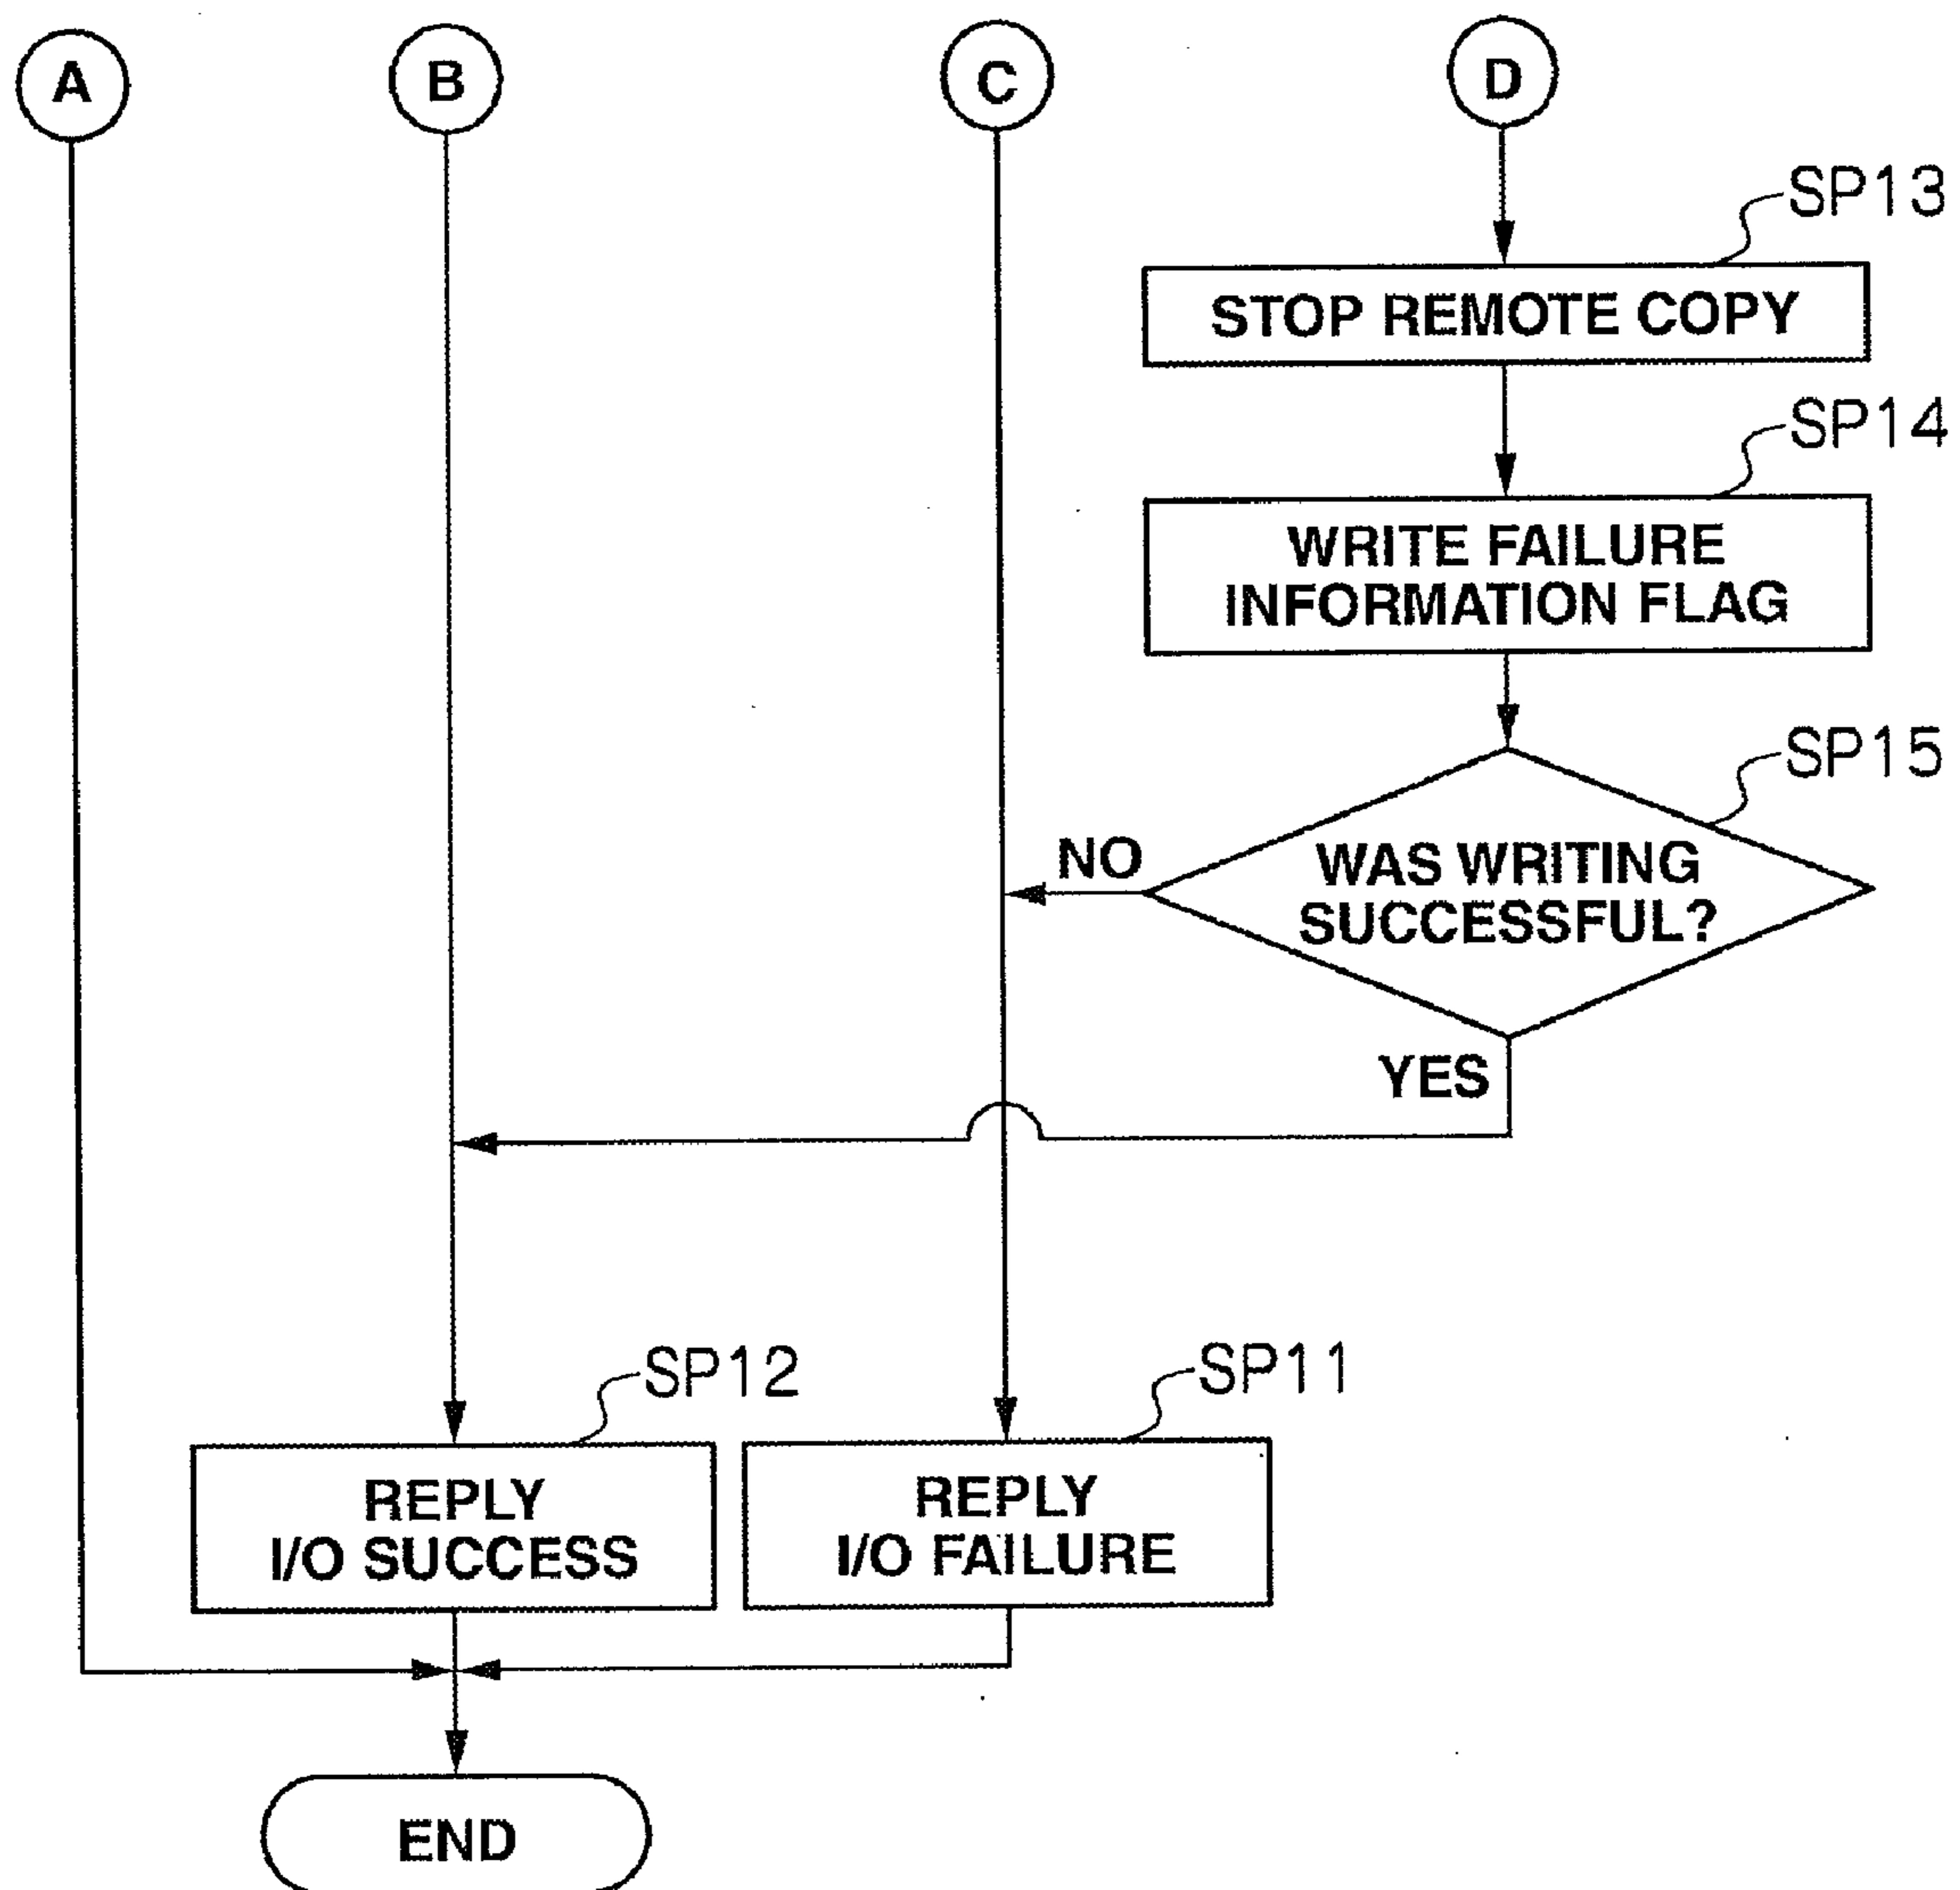 A
B
C
D
SP13
STOP REMOTE COPY
SP14
WRITE FAILURE
INFORMATION FLAG
SP15
NO
WAS WRITING
SUCCESSFUL?
YES
SP12
SP11
REPLY
I/O SUCCESS
REPLY
I/O FAILURE
END